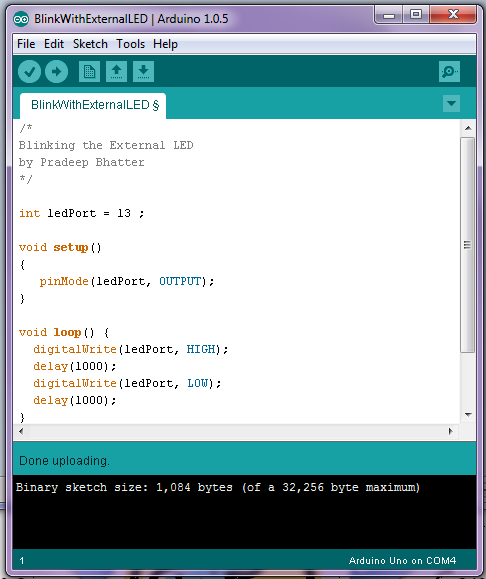 BlinkWithExternalLED | Arduino 1.0.5
File Edit Sketch Tools Help
BlinkWithExternalLED §
/*
Blinking the External LED
by Pradeep Bhatter
*/
int ledPort = 13 ;
void setup()
{
pinMode(ledPort, OUTPUT);
}
void loop() {
digitalWrite(ledPort, HIGH);
delay(1000);
digitalWrite(ledPort, LOW);
delay(1000);
}
Done uploading.
Binary sketch size: 1,084 bytes (of a 32,256 byte maximum)
1 Arduino Uno on COM4